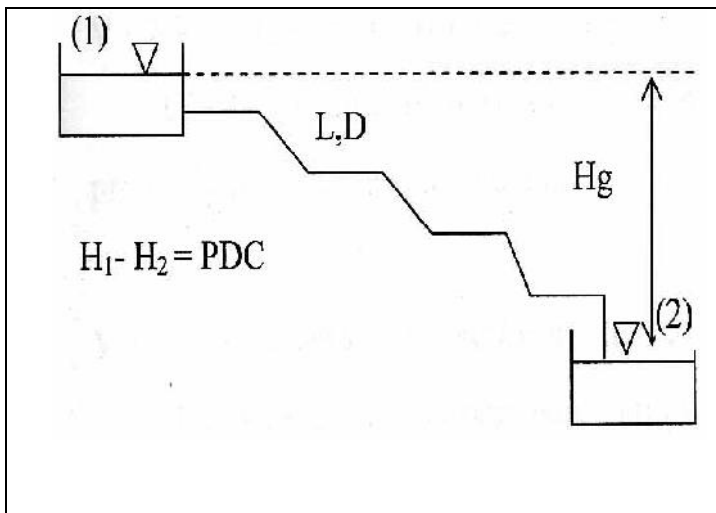 (1)
L,D
Hg
H₁- H₂ = PDC
(2)